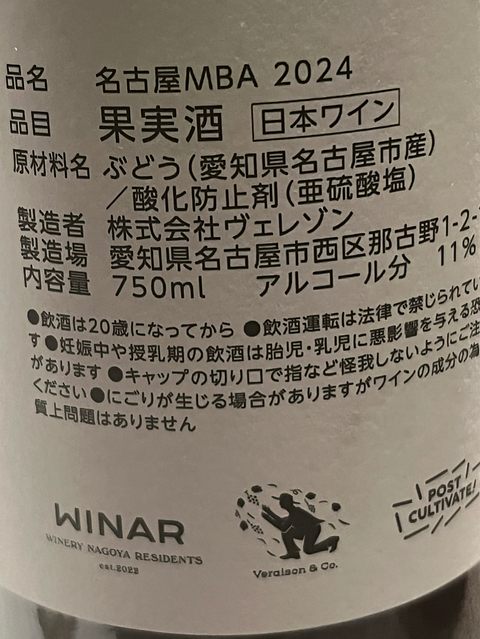 品名 名古屋MBA 2024
品目 果実酒 日本ワイン
原材料名 ぶどう(愛知県名古屋市産)
/酸化防止剤(亜硫酸塩)
製造者 株式会社ヴェレゾン
製造場 愛知県名古屋市西区那古野1-2-
内容量 750ml アルコール分 11%
●飲酒は20歳になってから ●飲酒運転は法律で禁じられてい
す ●妊娠中や授乳期の飲酒は胎児・乳児に悪影響を与える恐
があります ●キャップの切り口で指など怪我しないようにご注
ください ●にごりが生じる場合がありますがワインの成分の為
質上問題はありません
WINAR
WINERY NAGOYA RESIDENTS
est.2022
Veraison & Co.
POST
CULTIVATE!